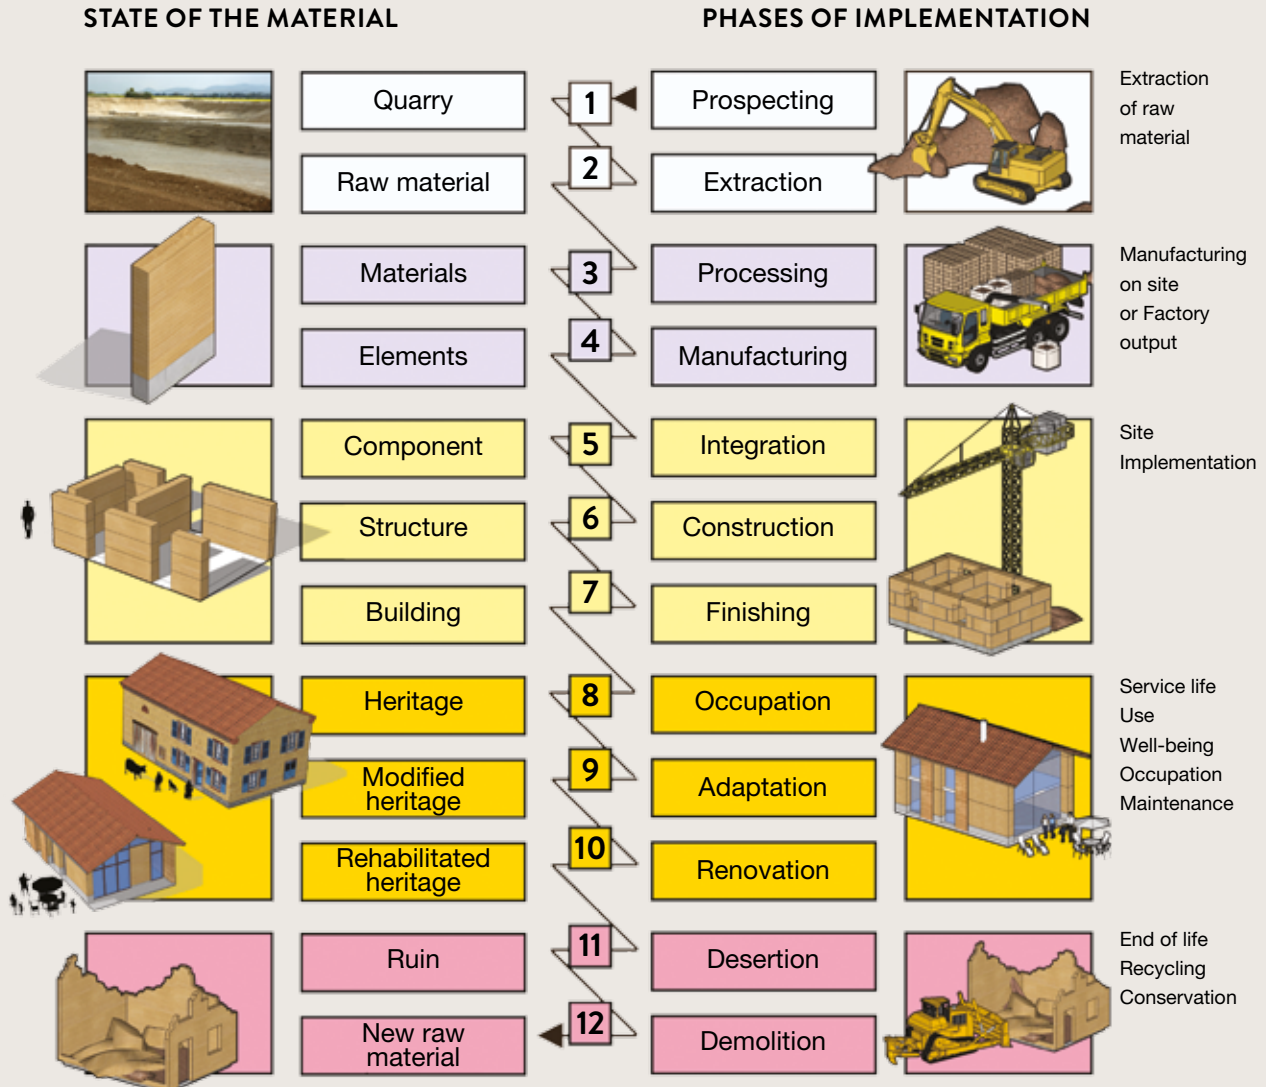 STATE OF THE MATERIAL
PHASES OF IMPLEMENTATION
Quarry
1
Prospecting
Extraction
of raw
material
Raw material
2
Extraction
Materials
3
Processing
Manufacturing
on site
or Factory
output
Elements
4
Manufacturing
Component
5
Integration
Site
Implementation
Structure
6
Construction
Building
7
Finishing
Heritage
8
Occupation
Service life
Use
Well-being
Occupation
Maintenance
Modified
heritage
9
Adaptation
Rehabilitated
heritage
10
Renovation
Ruin
11
Desertion
End of life
Recycling
Conservation
New raw
material
12
Demolition